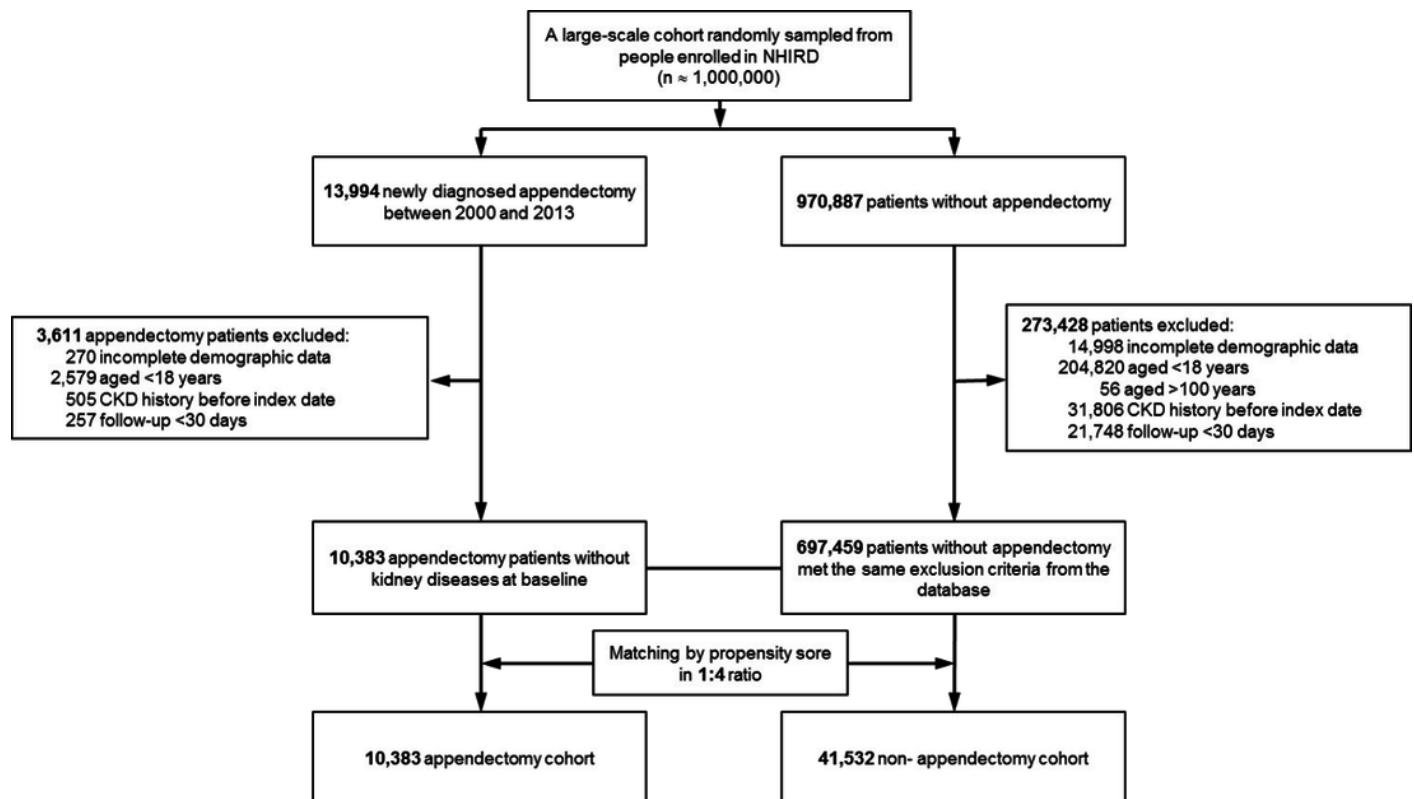 A large-scale cohort randomly sampled from
people enrolled in NHIRD
(n ≈ 1,000,000)
13,994 newly diagnosed appendectomy
between 2000 and 2013
970,887 patients without appendectomy
3,611 appendectomy patients excluded:
270 incomplete demographic data
2,579 aged <18 years
505 CKD history before index date
257 follow-up <30 days
273,428 patients excluded:
14,998 incomplete demographic data
204,820 aged <18 years
56 aged >100 years
31,806 CKD history before index date
21,748 follow-up <30 days
10,383 appendectomy patients without
kidney diseases at baseline
697,459 patients without appendectomy
met the same exclusion criteria from the
database
Matching by propensity sore
in 1:4 ratio
10,383 appendectomy cohort
41,532 non- appendectomy cohort